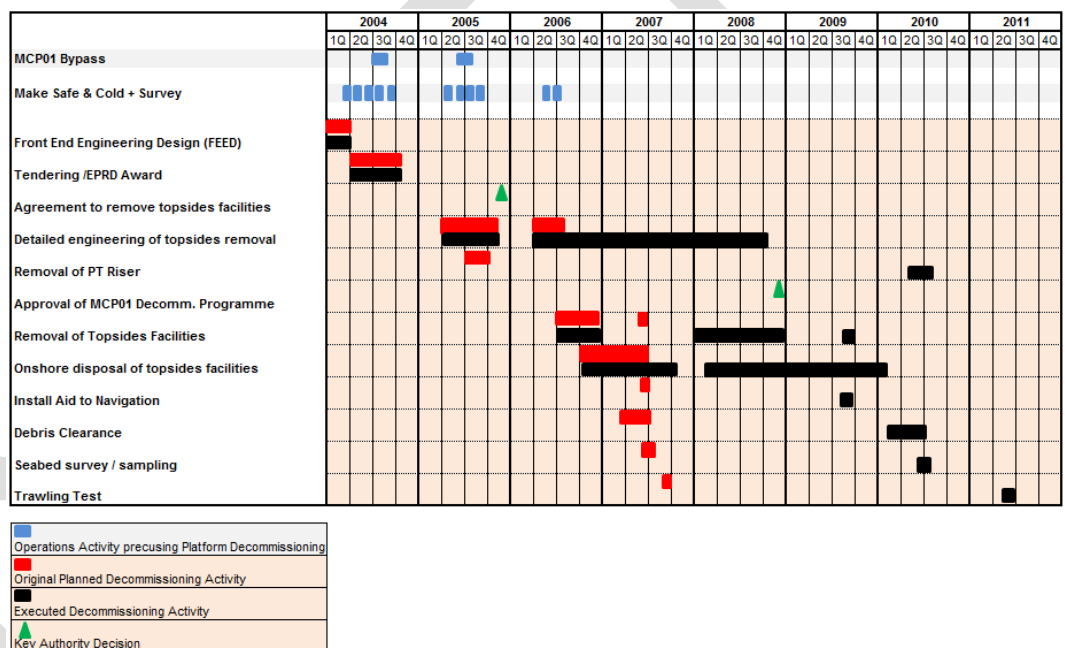 2004 2005 2006 2007 2008 2009 2010 2011
1Q 2Q 3Q 4Q 1Q 2Q 3Q 4Q 1Q 2Q 3Q 4Q 1Q 2Q 3Q 4Q 1Q 2Q 3Q 4Q 1Q 2Q 3Q 4Q 1Q 2Q 3Q 4Q 1Q 2Q 3Q 4Q
MCP01 Bypass
Make Safe & Cold + Survey
Front End Engineering Design (FEED)
Tendering /EPRD Award
Agreement to remove topsides facilities
Detailed engineering of topsides removal
Removal of PT Riser
Approval of MCP01 Decomm. Programme
Removal of Topsides Facilities
Onshore disposal of topsides facilities
Install Aid to Navigation
Debris Clearance
Seabed survey / sampling
Trawling Test
Operations Activity precusing Platform Decommissioning
Original Planned Decommissioning Activity
Executed Decommissioning Activity
Key Authority Decision